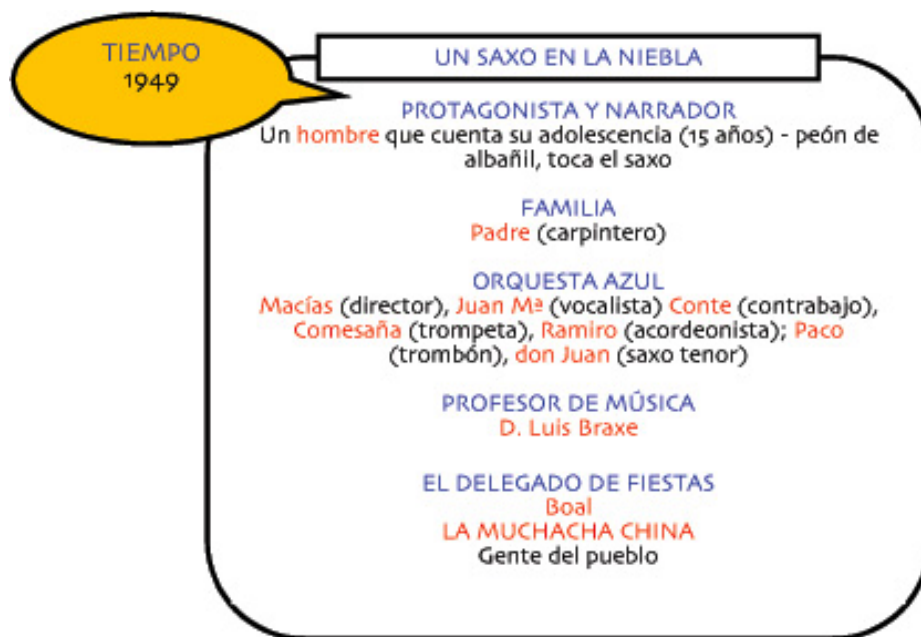 TIEMPO
1949
UN SAXO EN LA NIEBLA
PROTAGONISTA Y NARRADOR
Un hombre que cuenta su adolescencia (15 años) - peón de
albañil, toca el saxo
FAMILIA
Padre (carpintero)
ORQUESTA AZUL
Macías (director), Juan Mª (vocalista) Conte (contrabajo),
Comesaña (trompeta), Ramiro (acordeonista); Paco
(trombón), don Juan (saxo tenor)
PROFESOR DE MÚSICA
D. Luis Braxe
EL DELEGADO DE FIESTAS
Boal
LA MUCHACHA CHINA
Gente del pueblo